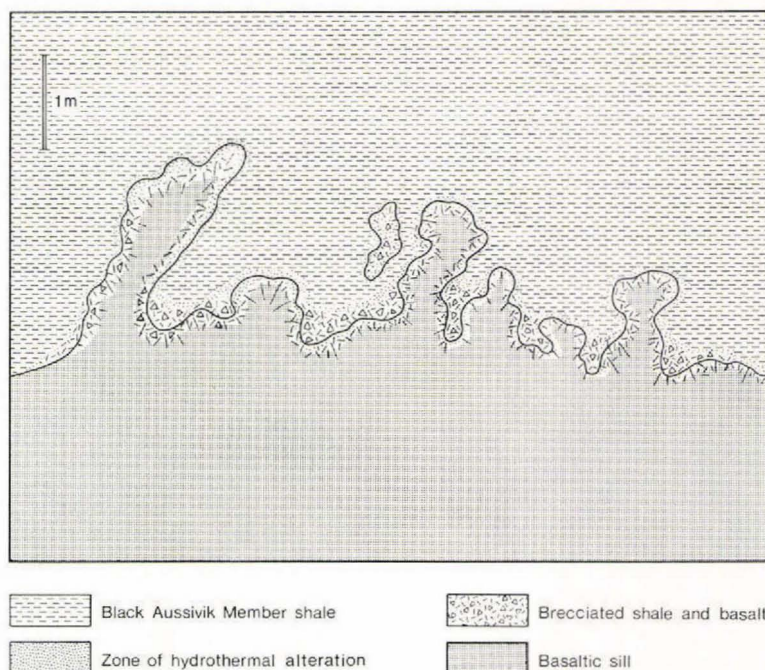 1m
Black Aussivik Member shale
Brecciated shale and basalt
Zone of hydrothermal alteration
Basaltic sill